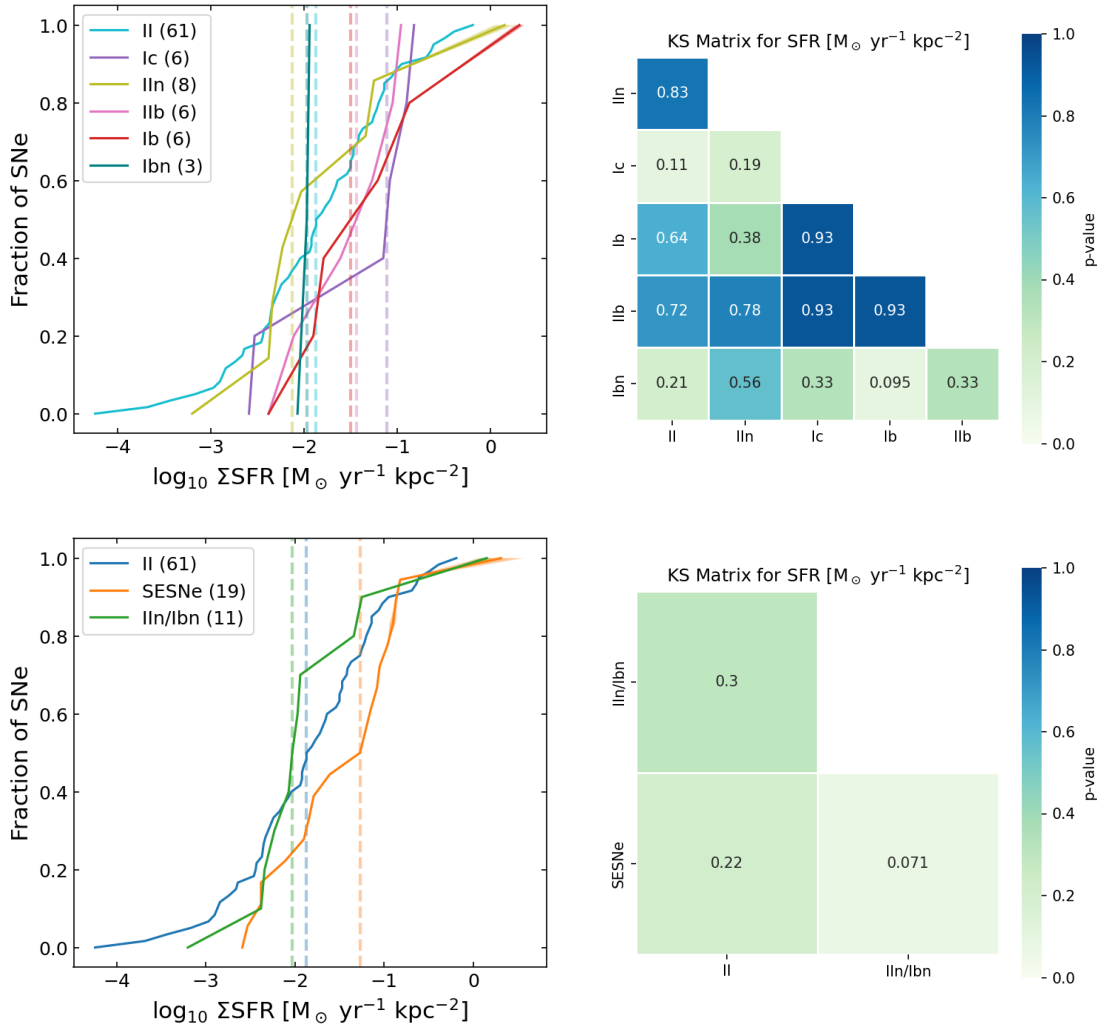 1.0
0.8
0.6
0.4
0.2
0.0
Fraction of SNe
II (61)
Ic (6)
IIn (8)
IIb (6)
Ib (6)
Ibn (3)
−4 −3 −2 −1 0
log₁₀ ΣSFR [M⊙ yr⁻¹ kpc⁻²]
KS Matrix for SFR [M⊙ yr⁻¹ kpc⁻²]
IIn 0.83
Ic 0.11 0.19
Ib 0.64 0.38 0.93
IIb 0.72 0.78 0.93 0.93
Ibn 0.21 0.56 0.33 0.095 0.33
II IIn Ic Ib IIb
1.0
0.8
0.6
0.4
0.2
0.0
p-value
1.0
0.8
0.6
0.4
0.2
0.0
Fraction of SNe
II (61)
SESNe (19)
IIn/Ibn (11)
−4 −3 −2 −1 0
log₁₀ ΣSFR [M⊙ yr⁻¹ kpc⁻²]
KS Matrix for SFR [M⊙ yr⁻¹ kpc⁻²]
IIn/Ibn 0.3
SESNe 0.22 0.071
II IIn/Ibn
1.0
0.8
0.6
0.4
0.2
0.0
p-value